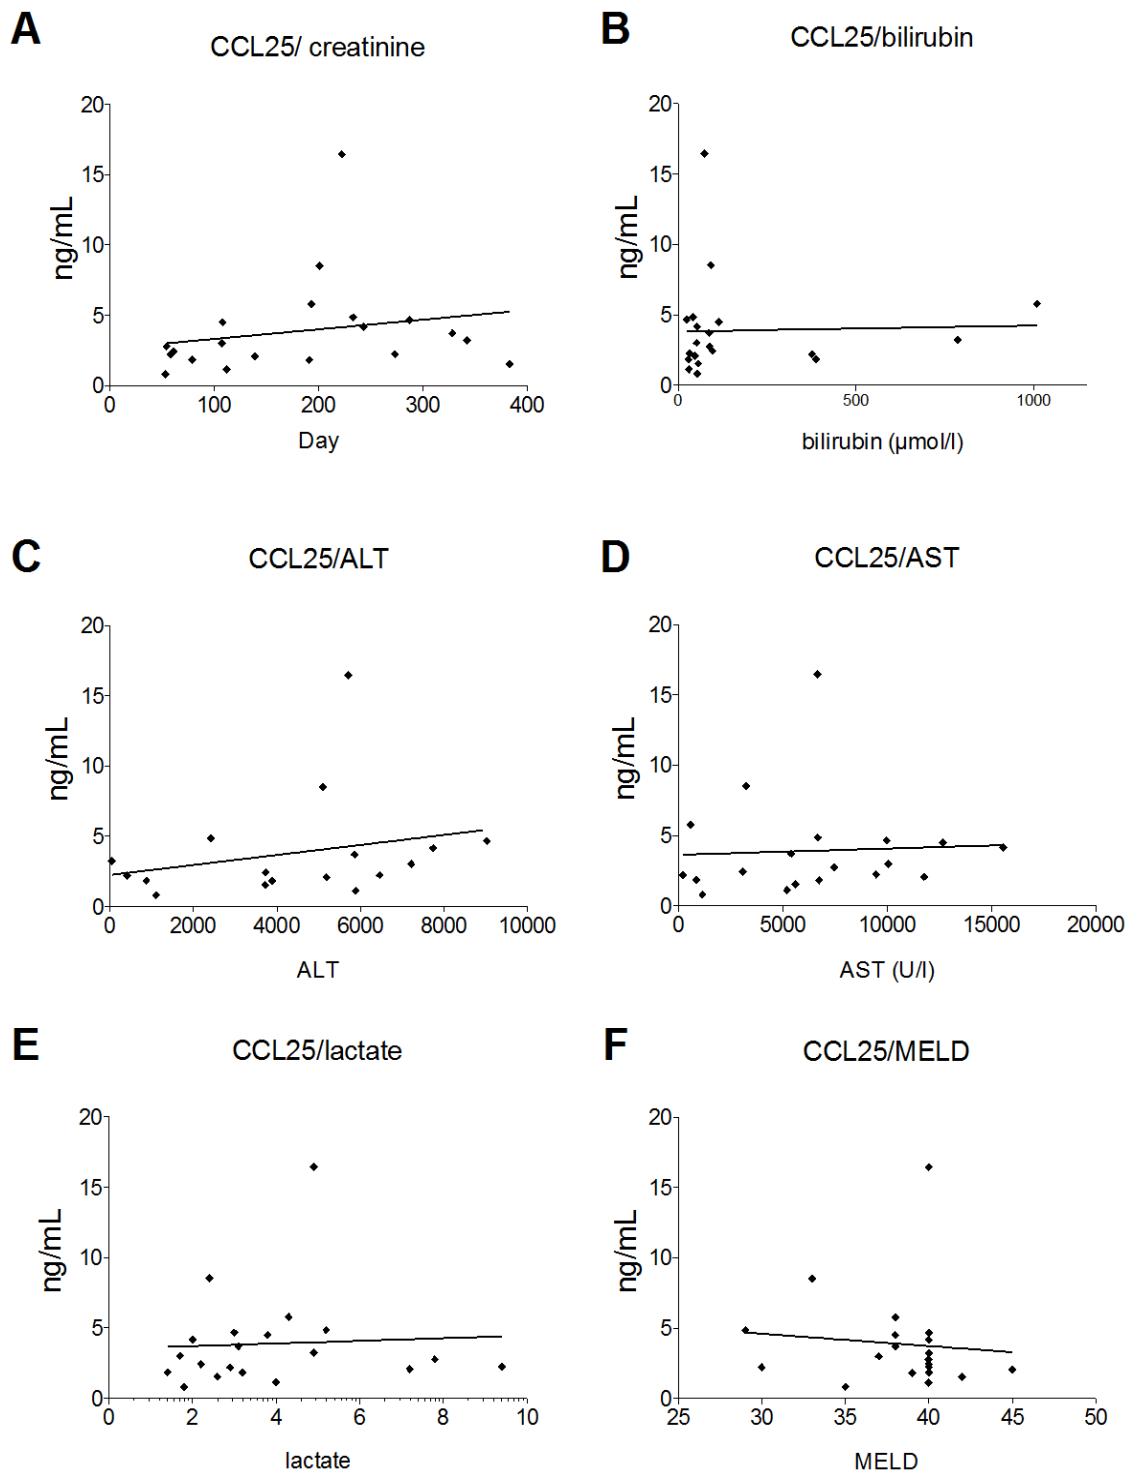 A
CCL25/ creatinine
20
15
10
5
0
ng/mL
0 100 200 300 400
Day
B
CCL25/bilirubin
20
15
10
5
0
ng/mL
0 500 1000
bilirubin (µmol/l)
C
CCL25/ALT
20
15
10
5
0
ng/mL
0 2000 4000 6000 8000 10000
ALT
D
CCL25/AST
20
15
10
5
0
ng/mL
0 5000 10000 15000 20000
AST (U/l)
E
CCL25/lactate
20
15
10
5
0
ng/mL
0 2 4 6 8 10
lactate
F
CCL25/MELD
20
15
10
5
0
ng/mL
25 30 35 40 45 50
MELD